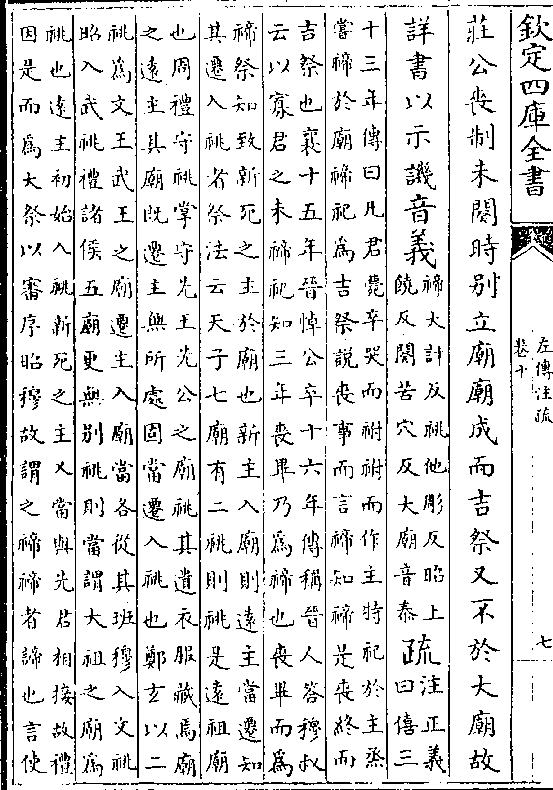 欽定四庫全書
左傳注疏
卷十
七
莊公喪制未闋時别立廟廟成而吉祭又不於大廟故
詳書以示譏音義禘大計反祧他彫反昭上
饒反闋苦穴反大廟音泰疏注正義
曰僖三
十三年傳曰凡君薨卒哭而祔祔而作主特祀於主烝
嘗禘於廟禘祀為吉祭說喪事而言禘知禘是喪終而
吉祭也襄十五年晉悼公卒十六年傳稱晉人答穆叔
云以寡君之未禘祀知三年喪畢乃為禘也喪畢而為
禘祭知致新死之主於廟也新主入廟則遠主當遷知
其遷入祧者祭法云天子七廟有二祧則祧是遠祖廟
也周禮守祧掌守先王先公之廟祧其遺衣服藏焉廟
之遠主其廟既遷主無所處固當遷入祧也鄭玄以二
祧為文王武王之廟遷主入廟當各從其班穆入文祧
昭入武祧禮諸侯五廟更無别祧則當謂大祖之廟為
祧也遠主初始入祧新死之主又當與先君相接故禮
因是而為大祭以審序昭穆故謂之禘禘者諦也言使